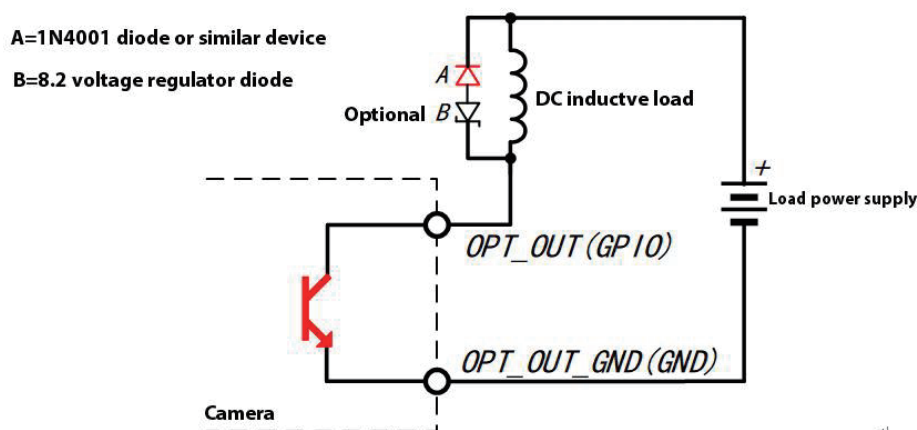 A=1N4001 diode or similar device
B=8.2 voltage regulator diode
A
Optional B
DC inductve load
+
Load power supply
OPT_OUT(GPIO)
OPT_OUT_GND(GND)
Camera